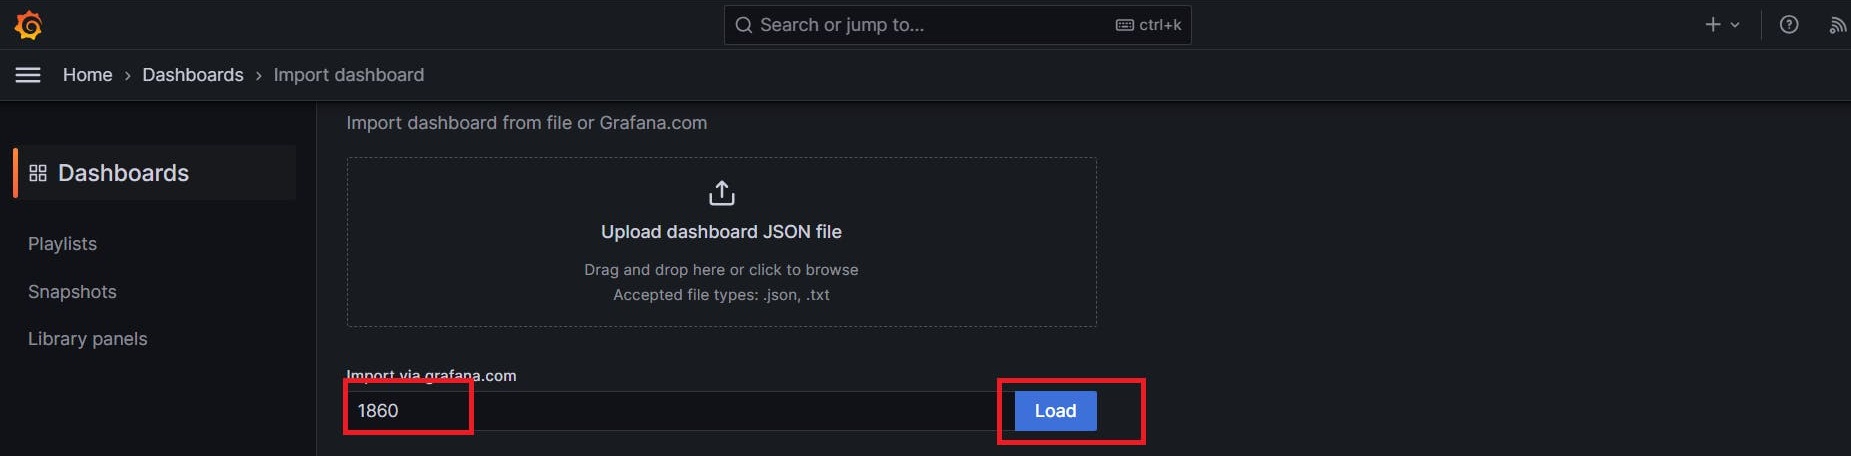 Search or jump to... ctrl+k
Home › Dashboards › Import dashboard
Import dashboard from file or Grafana.com
Dashboards
Playlists
Snapshots
Library panels
Upload dashboard JSON file
Drag and drop here or click to browse
Accepted file types: .json, .txt
Import via grafana.com
1860
Load